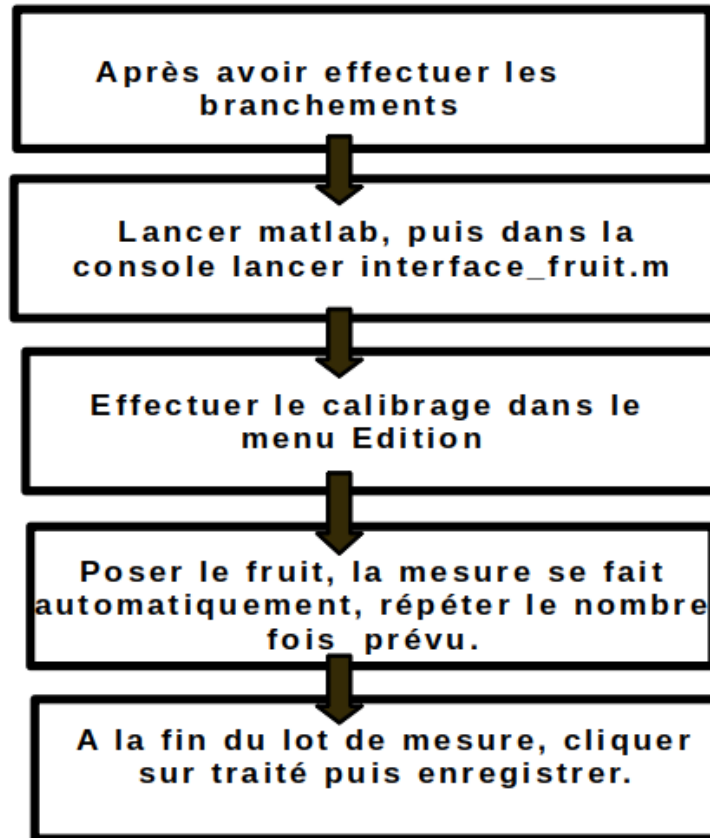 Après avoir effectuer les
branchements
Lancer matlab, puis dans la
console lancer interface_fruit.m
Effectuer le calibrage dans le
menu Edition
Poser le fruit, la mesure se fait
automatiquement, répéter le nombre
fois prévu.
A la fin du lot de mesure, cliquer
sur traité puis enregistrer.